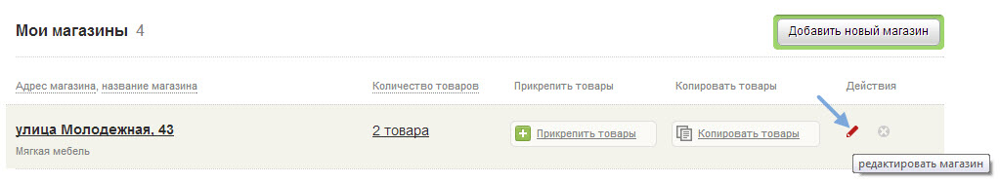 Мои магазины 4
Добавить новый магазин
Адрес магазина, название магазина Количество товаров Прикрепить товары Копировать товары Действия
улица Молодежная, 43 2 товара Прикрепить товары Копировать товары
Мягкая мебель
редактировать магазин